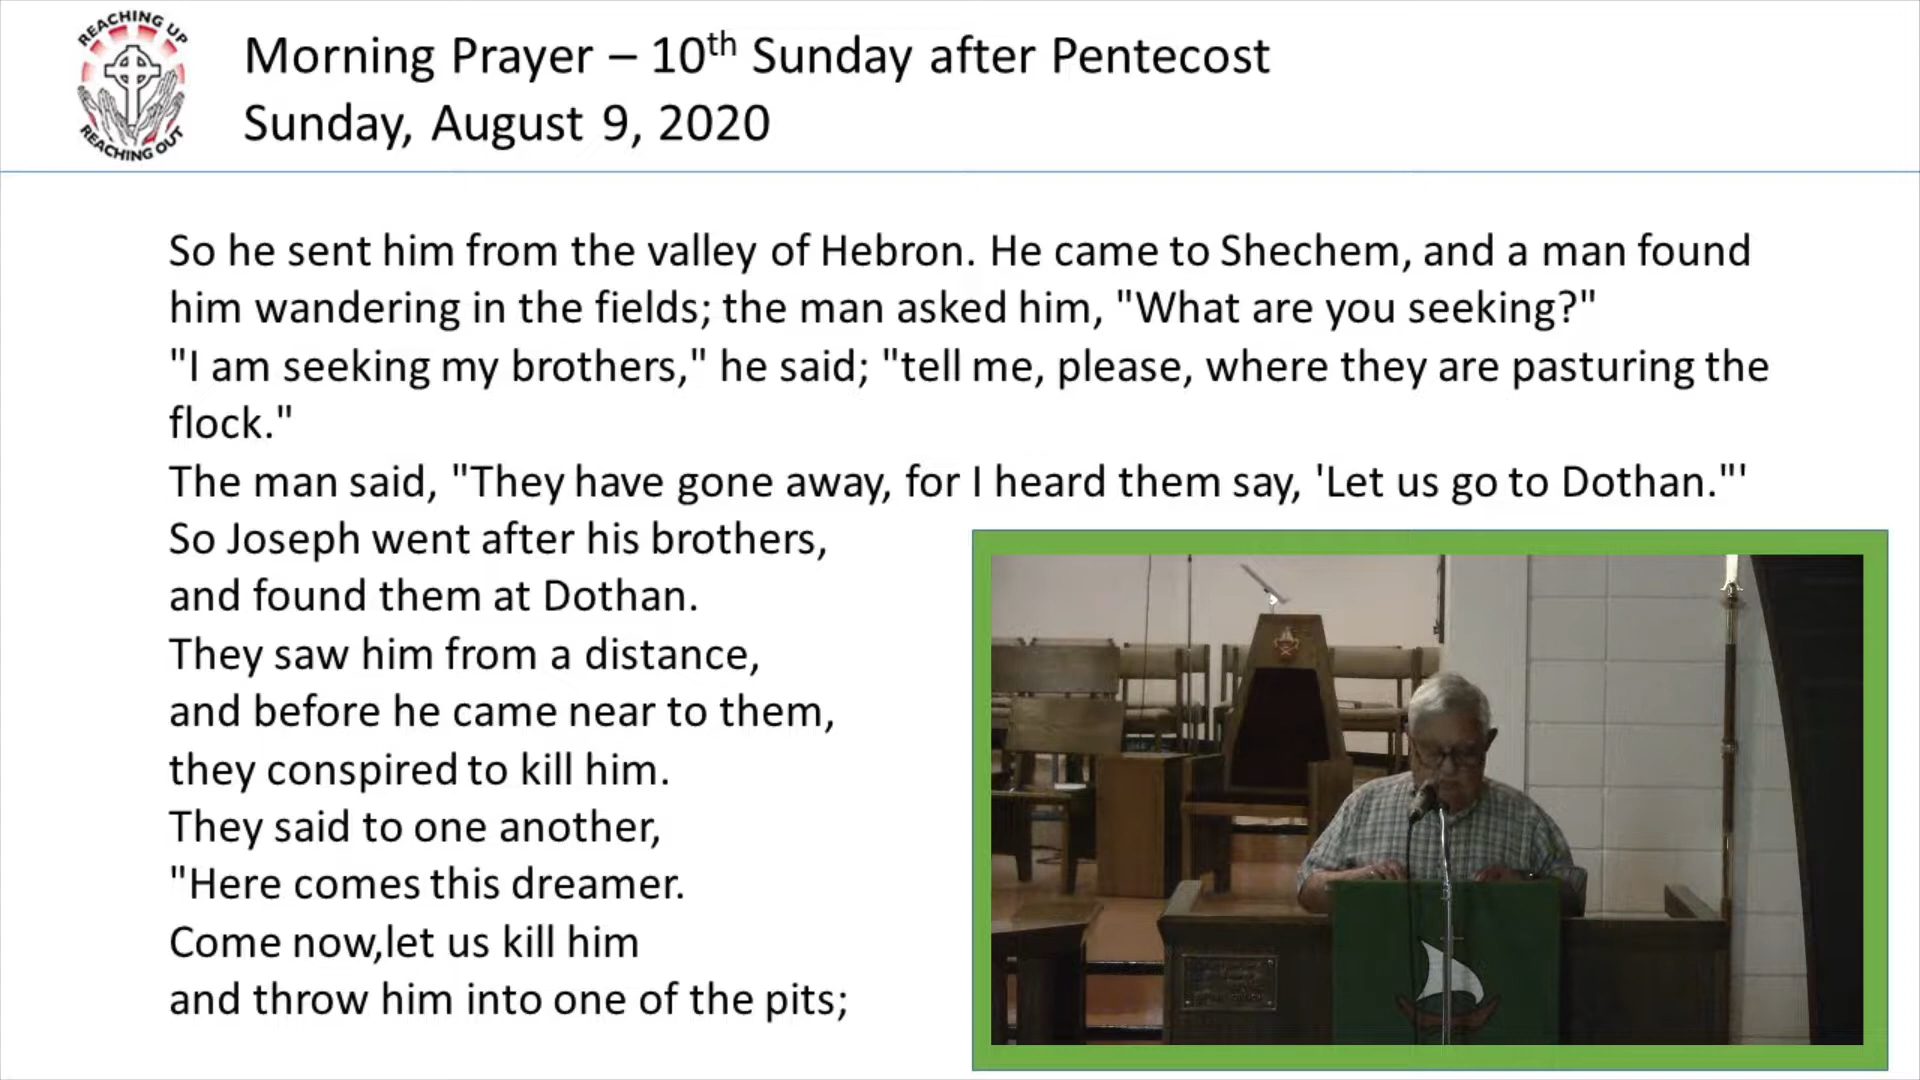 REACHING UP
REACHING OUT
Morning Prayer – 10th Sunday after Pentecost
Sunday, August 9, 2020
So he sent him from the valley of Hebron. He came to Shechem, and a man found
him wandering in the fields; the man asked him, "What are you seeking?"
"I am seeking my brothers," he said; "tell me, please, where they are pasturing the
flock."
The man said, "They have gone away, for I heard them say, 'Let us go to Dothan."'
So Joseph went after his brothers,
and found them at Dothan.
They saw him from a distance,
and before he came near to them,
they conspired to kill him.
They said to one another,
"Here comes this dreamer.
Come now,let us kill him
and throw him into one of the pits;